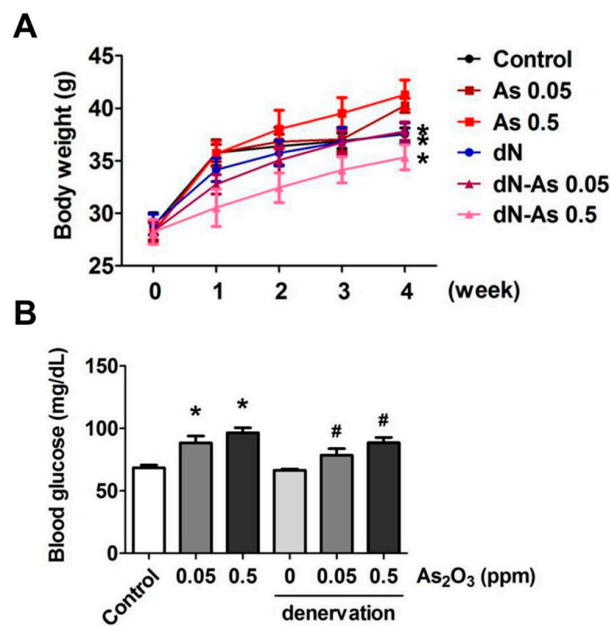 A
Body weight (g)
45
40
35
30
25
0 1 2 3 4 (week)
*
*
*
Control
As 0.05
As 0.5
dN
dN-As 0.05
dN-As 0.5
B
Blood glucose (mg/dL)
150
100
50
0
* * # #
Control 0.05 0.5 0 0.05 0.5 As₂O₃ (ppm)
denervation